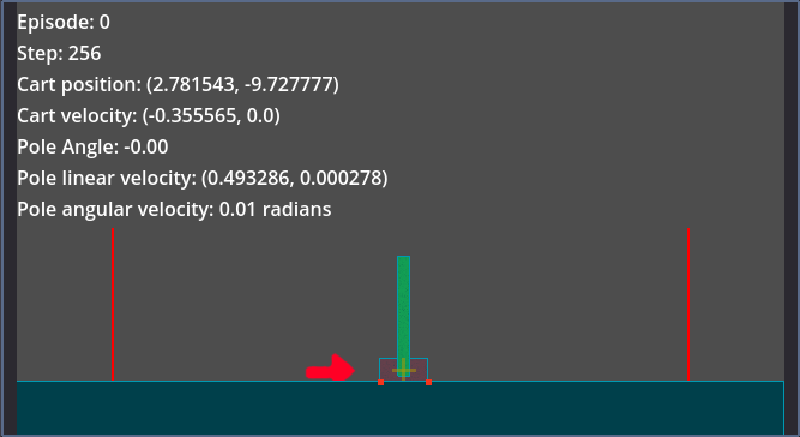 Episode: 0
Step: 256
Cart position: (2.781543, -9.727777)
Cart velocity: (-0.355565, 0.0)
Pole Angle: -0.00
Pole linear velocity: (0.493286, 0.000278)
Pole angular velocity: 0.01 radians